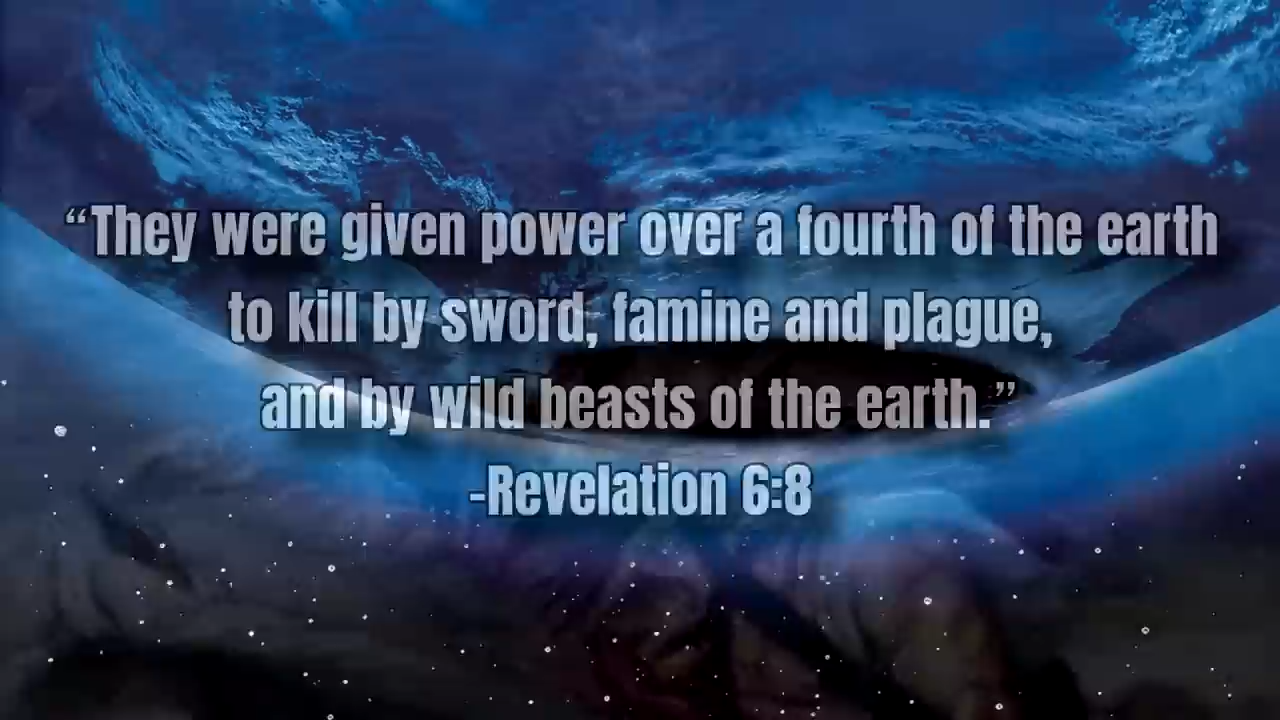 “They were given power over a fourth of the earth
to kill by sword, famine and plague,
and by wild beasts of the earth.”
-Revelation 6:8